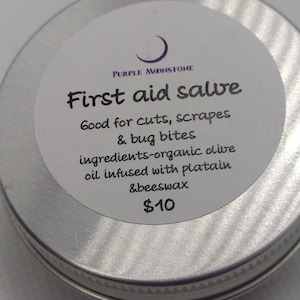 PURPLE MOONSTONE
First aid salve
Good for cuts, scrapes
& bug bites
ingredients-organic olive
oil infused with platain
&beeswax
$10